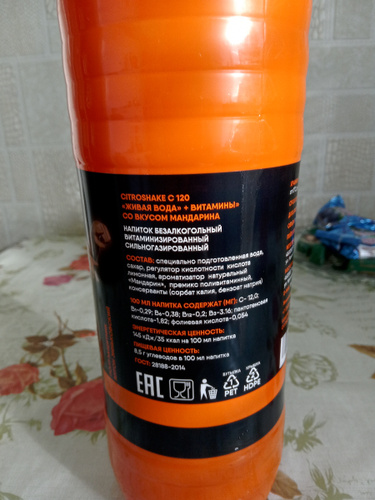 CITROSHAKE C 120
«ЖИВАЯ ВОДА» + ВИТАМИНЫ»
СО ВКУСОМ МАНДАРИНА
НАПИТОК БЕЗАЛКОГОЛЬНЫЙ
ВИТАМИНИЗИРОВАННЫЙ
СИЛЬНОГАЗИРОВАННЫЙ
СОСТАВ: специально подготовленная вода,
сахар, регулятор кислотности кислота
лимонная, ароматизатор натуральный
«Мандарин», премикс поливитаминных,
консерванты (сорбат калия, бензоат натрия)
100 МЛ НАПИТКА СОДЕРЖАТ (МГ): С- 12,0;
В1-0,29; В6-0,38; В12-0,2; В3-3,16; пантотеновая
кислота-1,82; фолиевая кислота-0,054
ЭНЕРГЕТИЧЕСКАЯ ЦЕННОСТЬ:
145 кДж/35 ккал на 100 мл напитка
ПИЩЕВАЯ ЦЕННОСТЬ:
8,5 г углеводов в 100 мл напитка
ГОСТ: 28188-2014
EAC
БУТЫЛКА
PET
КРЫШКА
HDPE